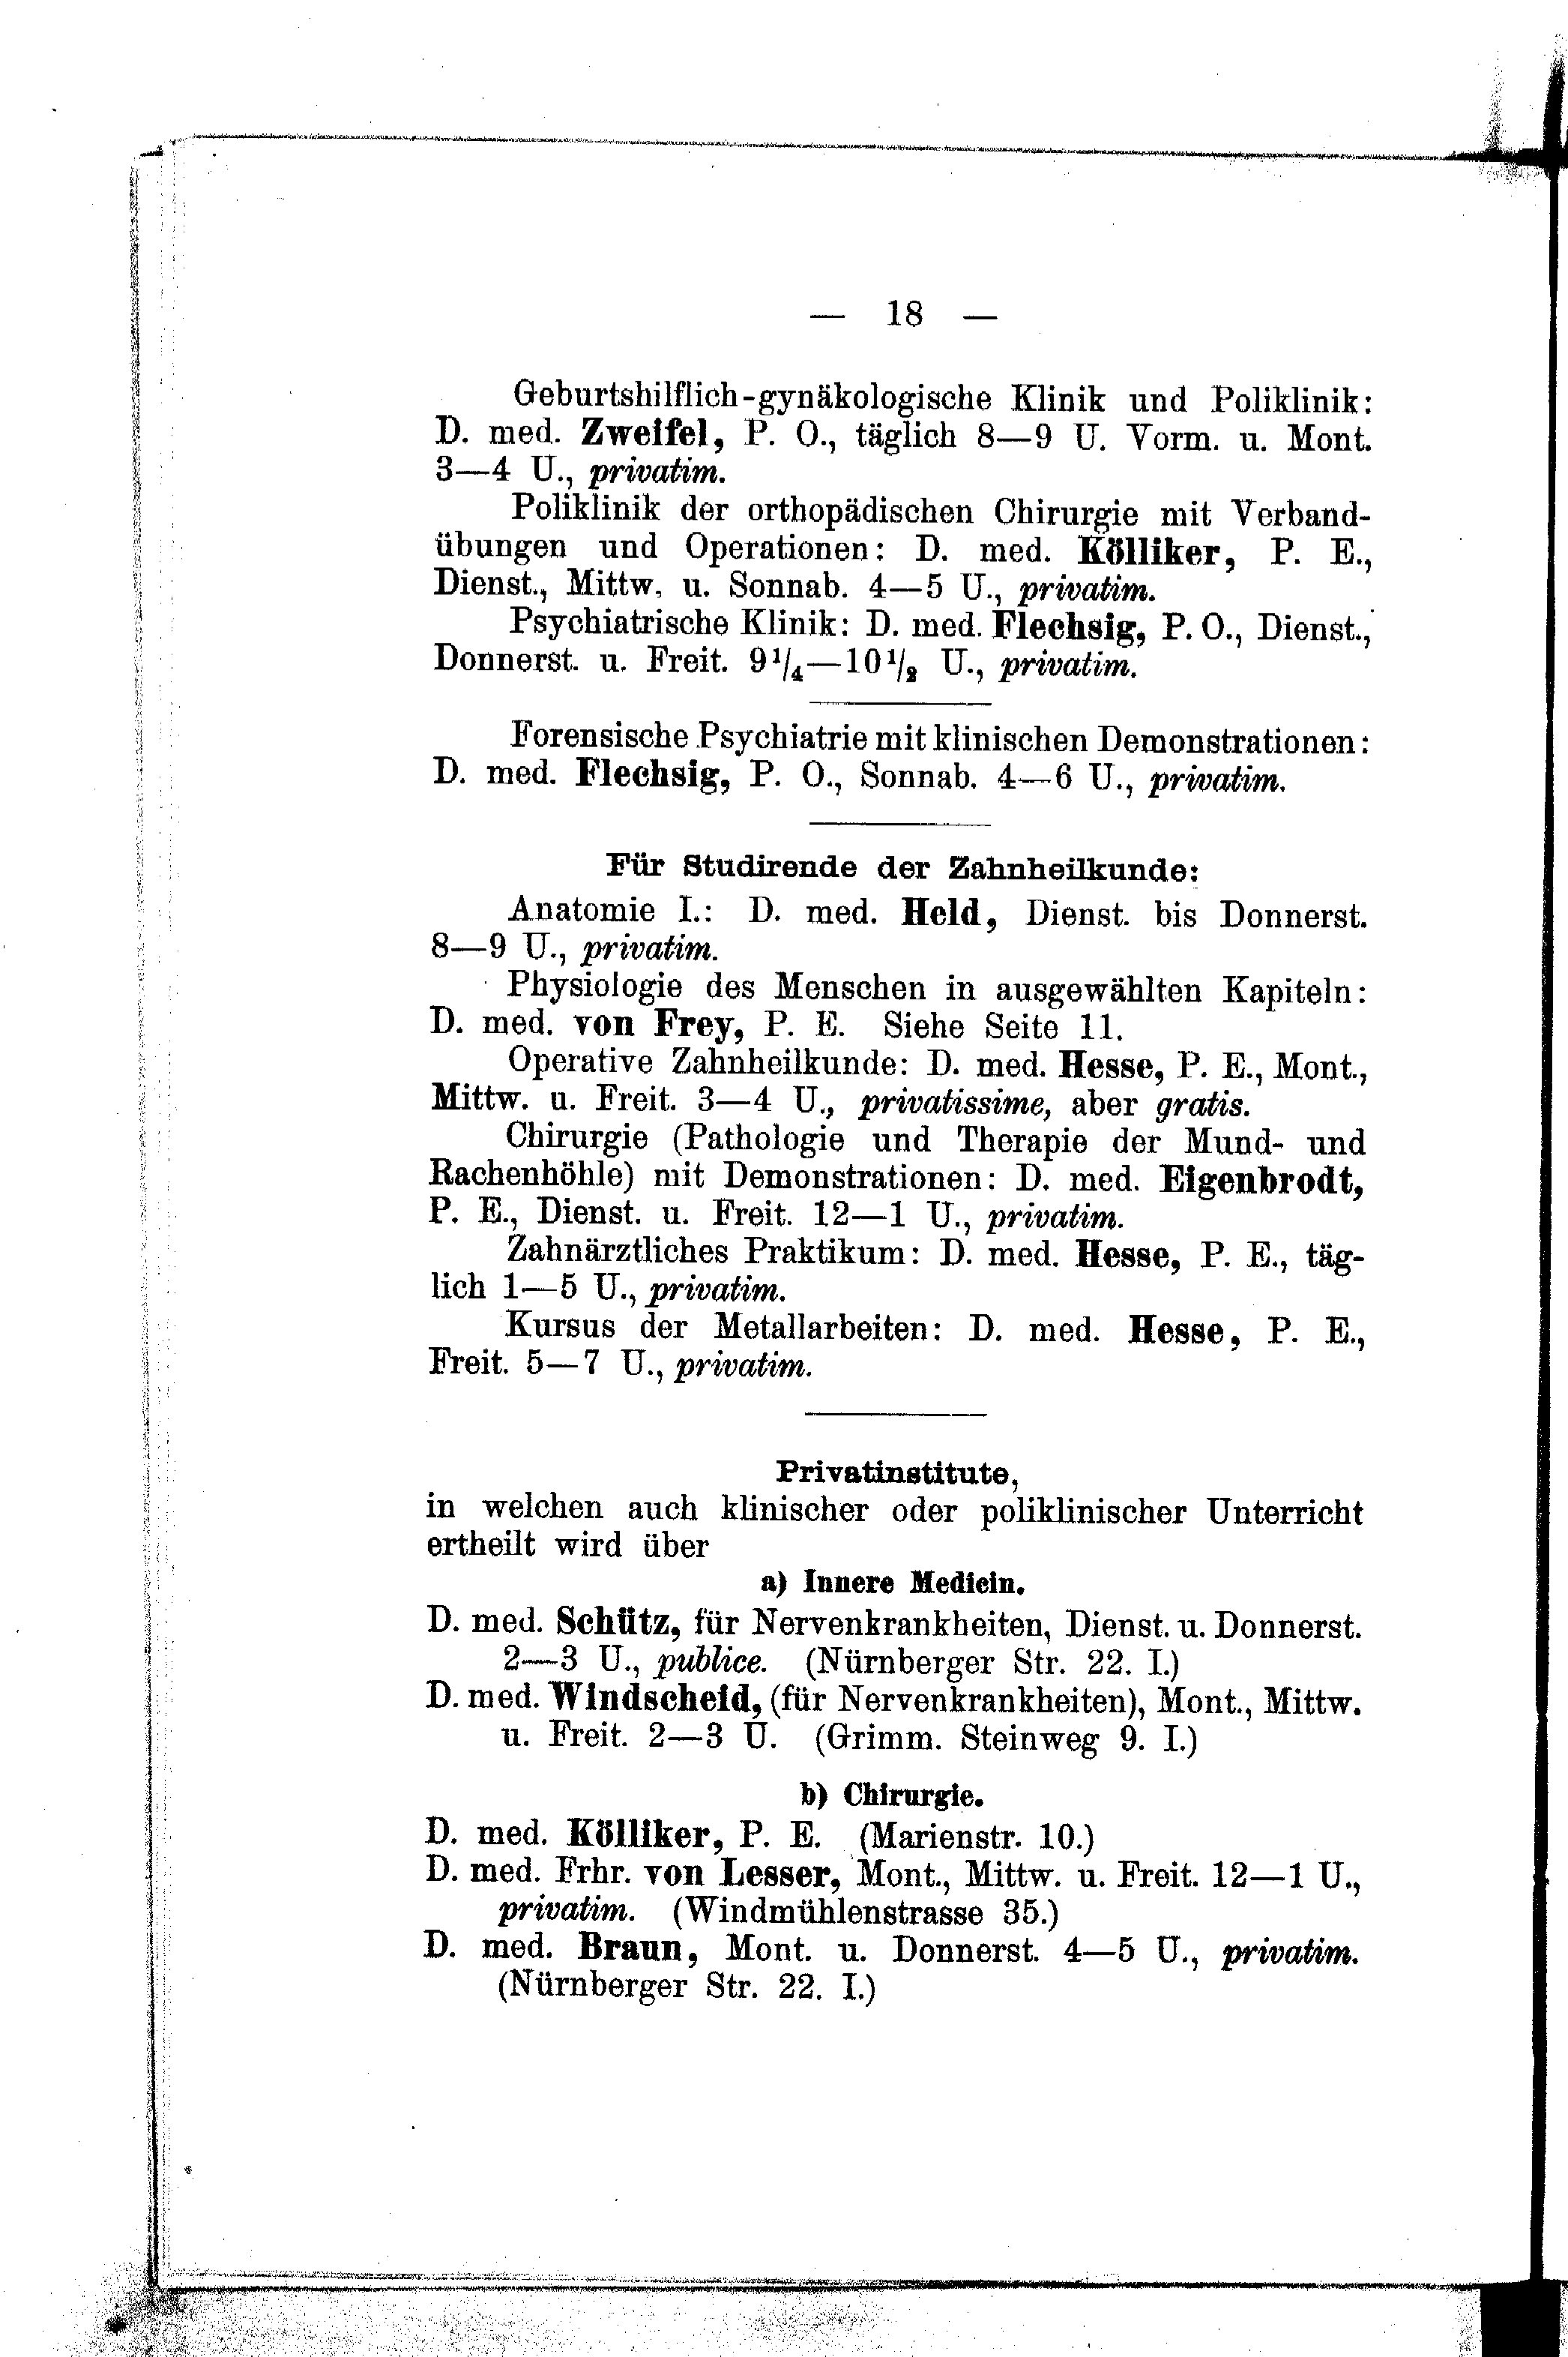 — 18 —
Geburtshilflich-gynäkologische Klinik und Poliklinik:
D. med. Zweifel, P. O., täglich 8—9 U. Vorm. u. Mont.
3—4 U., privatim.
Poliklinik der orthopädischen Chirurgie mit Verband-
übungen und Operationen: D. med. Kölliker, P. E.,
Dienst., Mittw. u. Sonnab. 4—5 U., privatim.
Psychiatrische Klinik: D. med. Flechsig, P. O., Dienst.,
Donnerst. u. Freit. 9 1/4—10 1/2 U., privatim.
Forensische Psychiatrie mit klinischen Demonstrationen:
D. med. Flechsig, P. O., Sonnab. 4—6 U., privatim.
Für Studirende der Zahnheilkunde:
Anatomie I.: D. med. Held, Dienst. bis Donnerst.
8—9 U., privatim.
Physiologie des Menschen in ausgewählten Kapiteln:
D. med. von Frey, P. E. Siehe Seite 11.
Operative Zahnheilkunde: D. med. Hesse, P. E., Mont.,
Mittw. u. Freit. 3—4 U., privatissime, aber gratis.
Chirurgie (Pathologie und Therapie der Mund- und
Rachenhöhle) mit Demonstrationen: D. med. Eigenbrodt,
P. E., Dienst. u. Freit. 12—1 U., privatim.
Zahnärztliches Praktikum: D. med. Hesse, P. E., täg-
lich 1—5 U., privatim.
Kursus der Metallarbeiten: D. med. Hesse, P. E.,
Freit. 5—7 U., privatim.
Privatinstitute,
in welchen auch klinischer oder poliklinischer Unterricht
ertheilt wird über
a) Innere Medicin.
D. med. Schütz, für Nervenkrankheiten, Dienst. u. Donnerst.
2—3 U., publice. (Nürnberger Str. 22. I.)
D. med. Windscheid, (für Nervenkrankheiten), Mont., Mittw.
u. Freit. 2—3 U. (Grimm. Steinweg 9. I.)
b) Chirurgie.
D. med. Kölliker, P. E. (Marienstr. 10.)
D. med. Frhr. von Lesser, Mont., Mittw. u. Freit. 12—1 U.,
privatim. (Windmühlenstrasse 35.)
D. med. Braun, Mont. u. Donnerst. 4—5 U., privatim.
(Nürnberger Str. 22. I.)